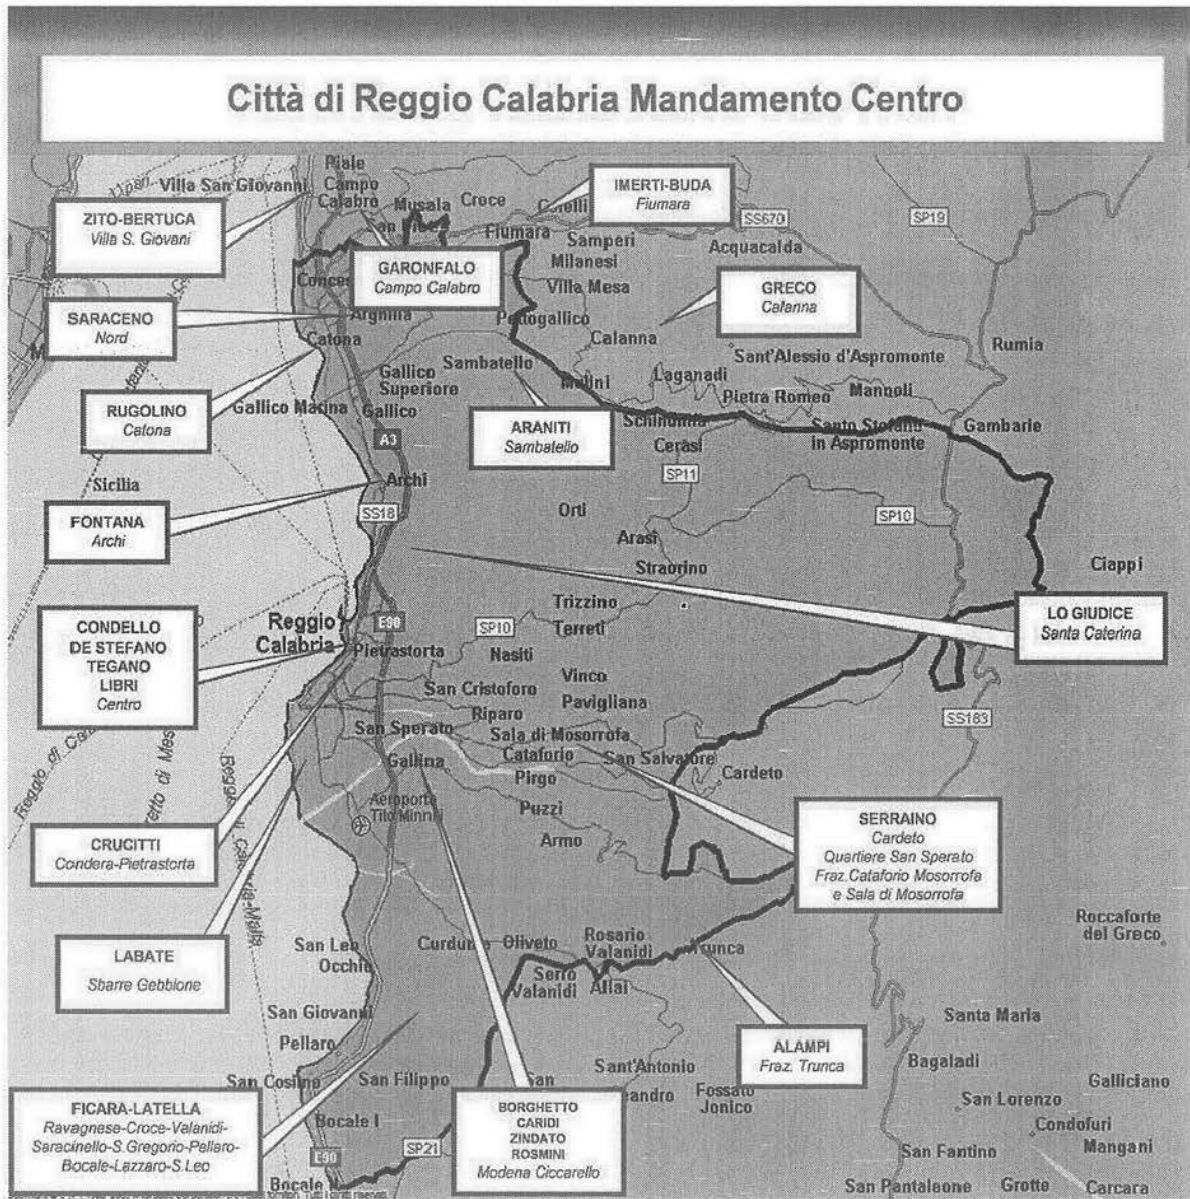 Città di Reggio Calabria Mandamento Centro
Piale
Villa San Giovanni
Campo
Calabro
Musala
Croce
IMERTI-BUDA
Fiumara
ZITO-BERTUCA
Villa S. Giovani
Fiumara
SS670
SP19
Samperi
Acquacalda
Milanesi
GARONFALO
Campo Calabro
Villa Mesa
GRECO
Calanna
SARACENO
Nord
Catona
Calanna
Rumia
Sambatello
Sant'Alessio d'Aspromonte
Gallico
Superiore
Laganadi
Mannoli
Pietra Romeo
RUGOLINO
Catona
Gallico Marina
Gallico
ARANITI
Sambatello
Santo Stefano
in Aspromonte
Gambarie
A3
Cerasi
SP11
Sicilia
Archi
FONTANA
Archi
SS18
Orti
SP10
Arasi
Straorino
Ciappi
LO GIUDICE
Santa Caterina
CONDELLO
DE STEFANO
TEGANO
LIBRI
Centro
Reggio
Calabria
E90
SP10
Trizzino
Terreti
Pietrastorta
Nasiti
Vinco
San Cristoforo
Pavigliana
Riparo
SS183
San Sperato
Sala di Mosorrofa
Cataforio
San Salvatore
Gallina
Pirgo
Cardeto
Aeroporto
Tito Minniti
Puzzi
Armo
CRUCITTI
Condera-Pietrastorta
SERRAINO
Cardeto
Quartiere San Sperato
Fraz.Cataforio Mosorrofa
e Sala di Mosorrofa
LABATE
Sbarre Gebbione
San Leo
Occhio
Oliveto
Rosario
Valanidi
Trunca
Roccaforte
del Greco
Serro
Valanidi
Allai
San Giovanni
Pellaro
Santa Maria
ALAMPI
Fraz. Trunca
Bagaladi
San Cosimo
San Filippo
Sant'Antonio
Fossato
Jonico
Galliciano
San Lorenzo
FICARA-LATELLA
Ravagnese-Croce-Valanidi-
Saracinello-S.Gregorio-Pellaro-
Bocale-Lazzaro-S.Leo
Bocale I
BORGHETTO
CARIDI
ZINDATO
ROSMINI
Modena Ciccarello
SP21
E90
Condofuri
San Fantino
Mangani
San Pantaleone
Grotte
Carcara